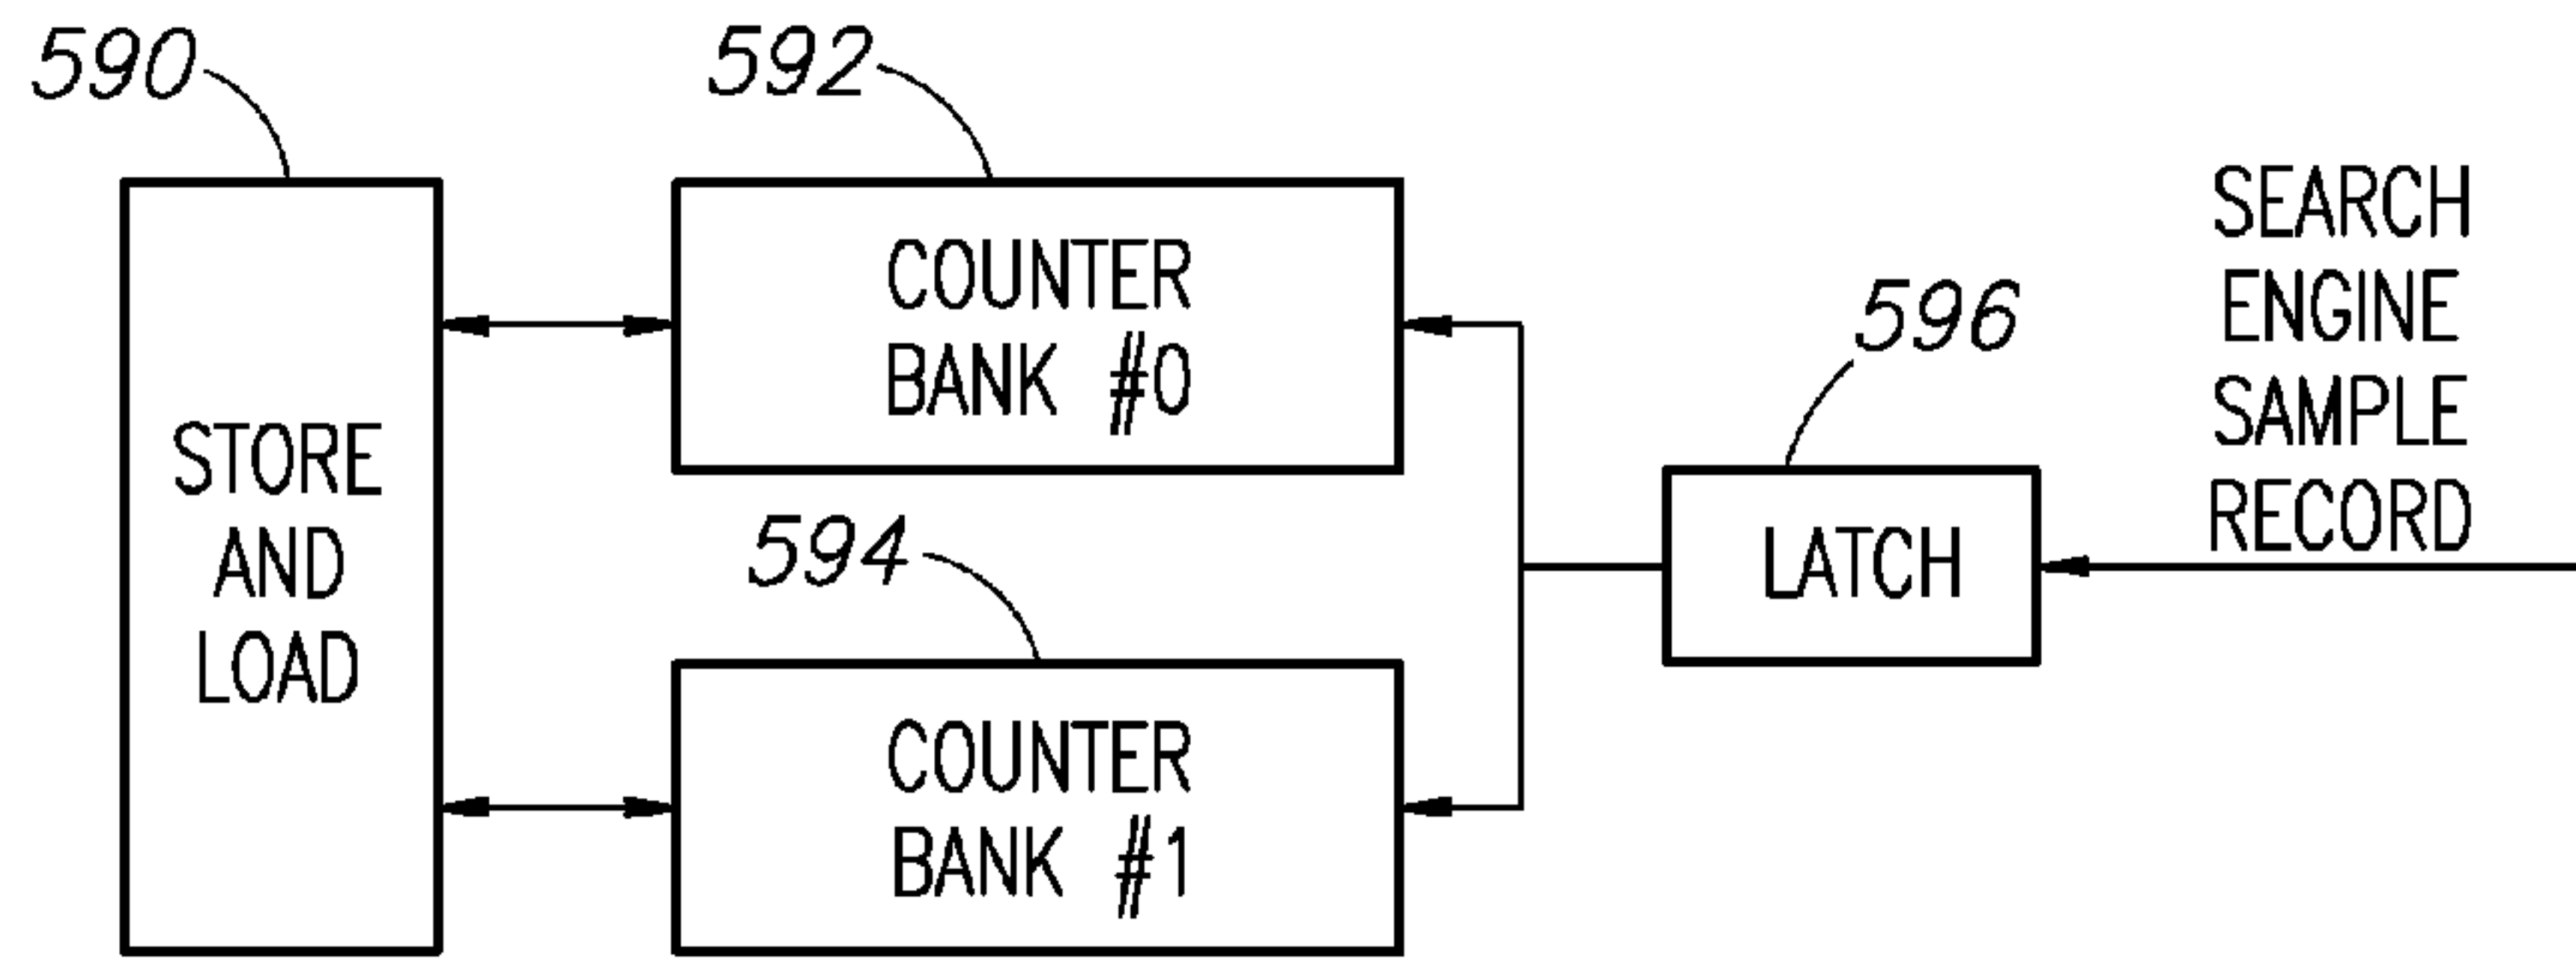 590
592
SEARCH
ENGINE
SAMPLE
RECORD
COUNTER
BANK #0
596
STORE
AND
LOAD
594
LATCH
COUNTER
BANK #1